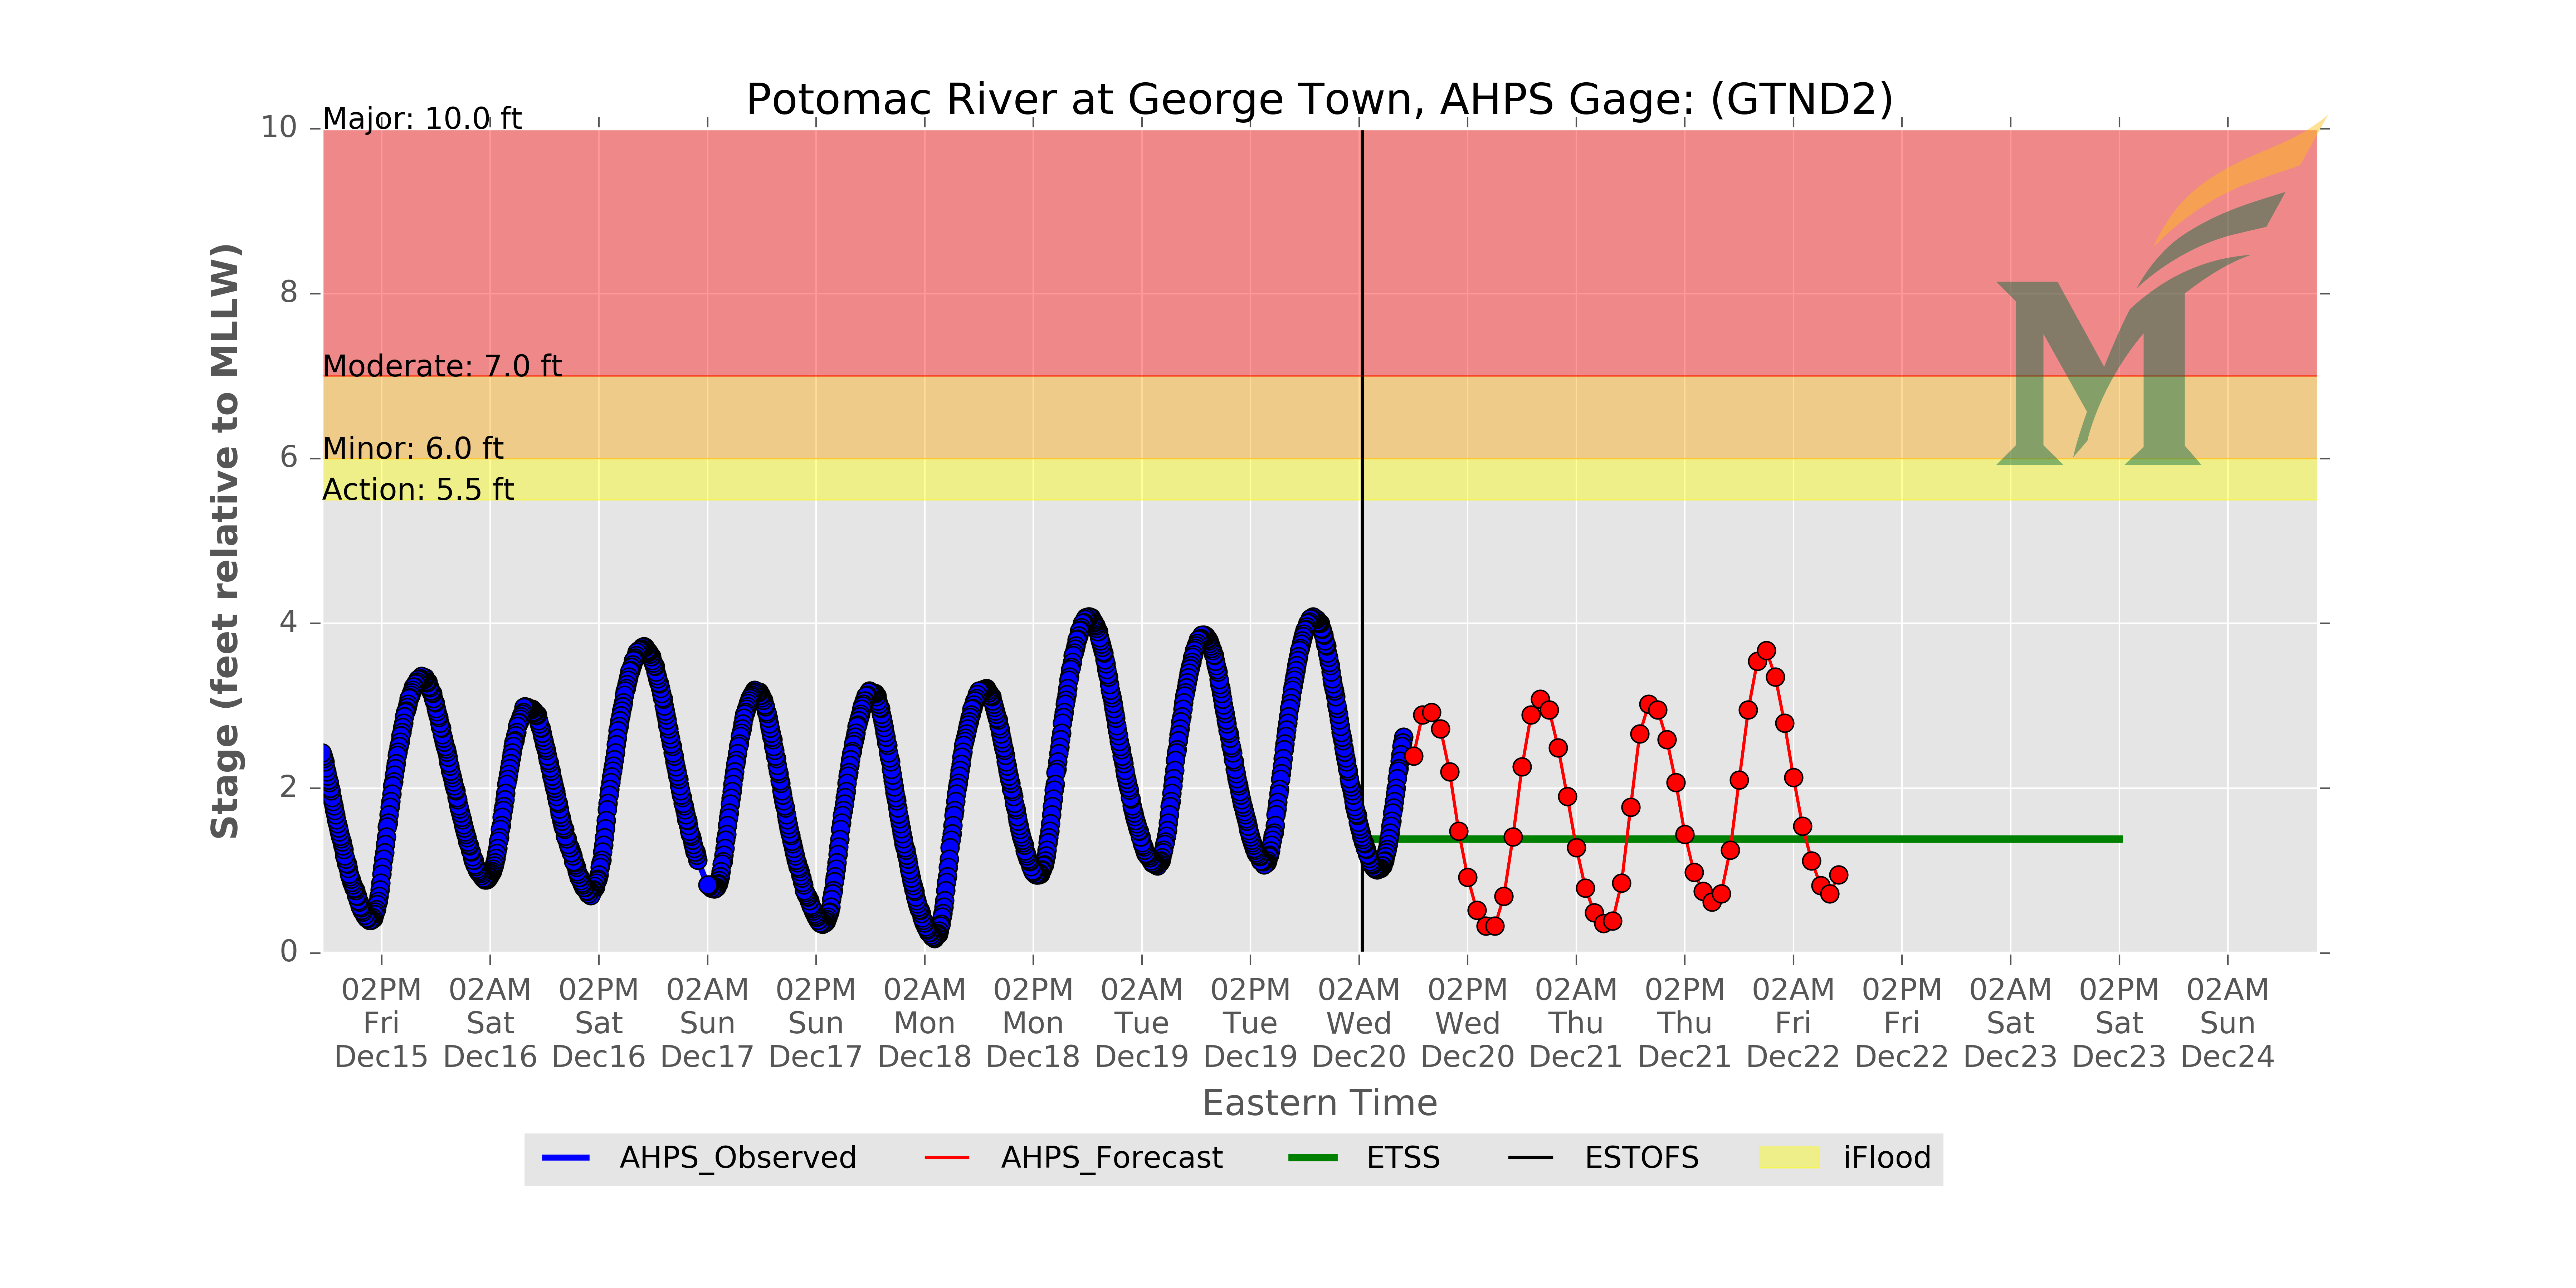 Potomac River at George Town, AHPS Gage: (GTND2)
Major: 10.0 ft
Moderate: 7.0 ft
Minor: 6.0 ft
Action: 5.5 ft
Stage (feet relative to MLLW)
10
8
6
4
2
0
02PM 02AM 02PM 02AM 02PM 02AM 02PM 02AM 02PM 02AM 02PM 02AM 02PM 02AM 02PM 02AM 02PM 02AM
Fri Sat Sat Sun Sun Mon Mon Tue Tue Wed Wed Thu Thu Fri Fri Sat Sat Sun
Dec15 Dec16 Dec16 Dec17 Dec17 Dec18 Dec18 Dec19 Dec19 Dec20 Dec20 Dec21 Dec21 Dec22 Dec22 Dec23 Dec23 Dec24
Eastern Time
AHPS_Observed AHPS_Forecast ETSS ESTOFS iFlood
M